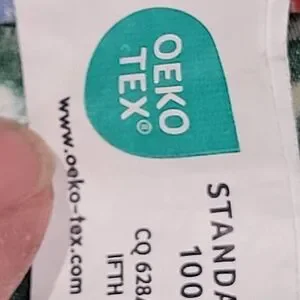 OEKO
TEX®
STANDA
100
CQ 628
IFTH
www.oeko-tex.com